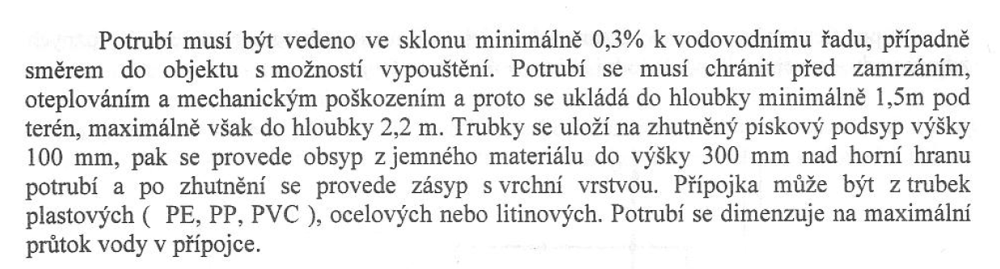 Potrubí musí být vedeno ve sklonu minimálně 0,3% k vodovodnímu řadu, případně
směrem do objektu s možností vypouštění. Potrubí se musí chránit před zamrzáním,
oteplováním a mechanickým poškozením a proto se ukládá do hloubky minimálně 1,5m pod
terén, maximálně však do hloubky 2,2 m. Trubky se uloží na zhutněný pískový podsyp výšky
100 mm, pak se provede obsyp z jemného materiálu do výšky 300 mm nad horní hranu
potrubí a po zhutnění se provede zásyp s vrchní vrstvou. Přípojka může být z trubek
plastových ( PE, PP, PVC ), ocelových nebo litinových. Potrubí se dimenzuje na maximální
průtok vody v přípojce.